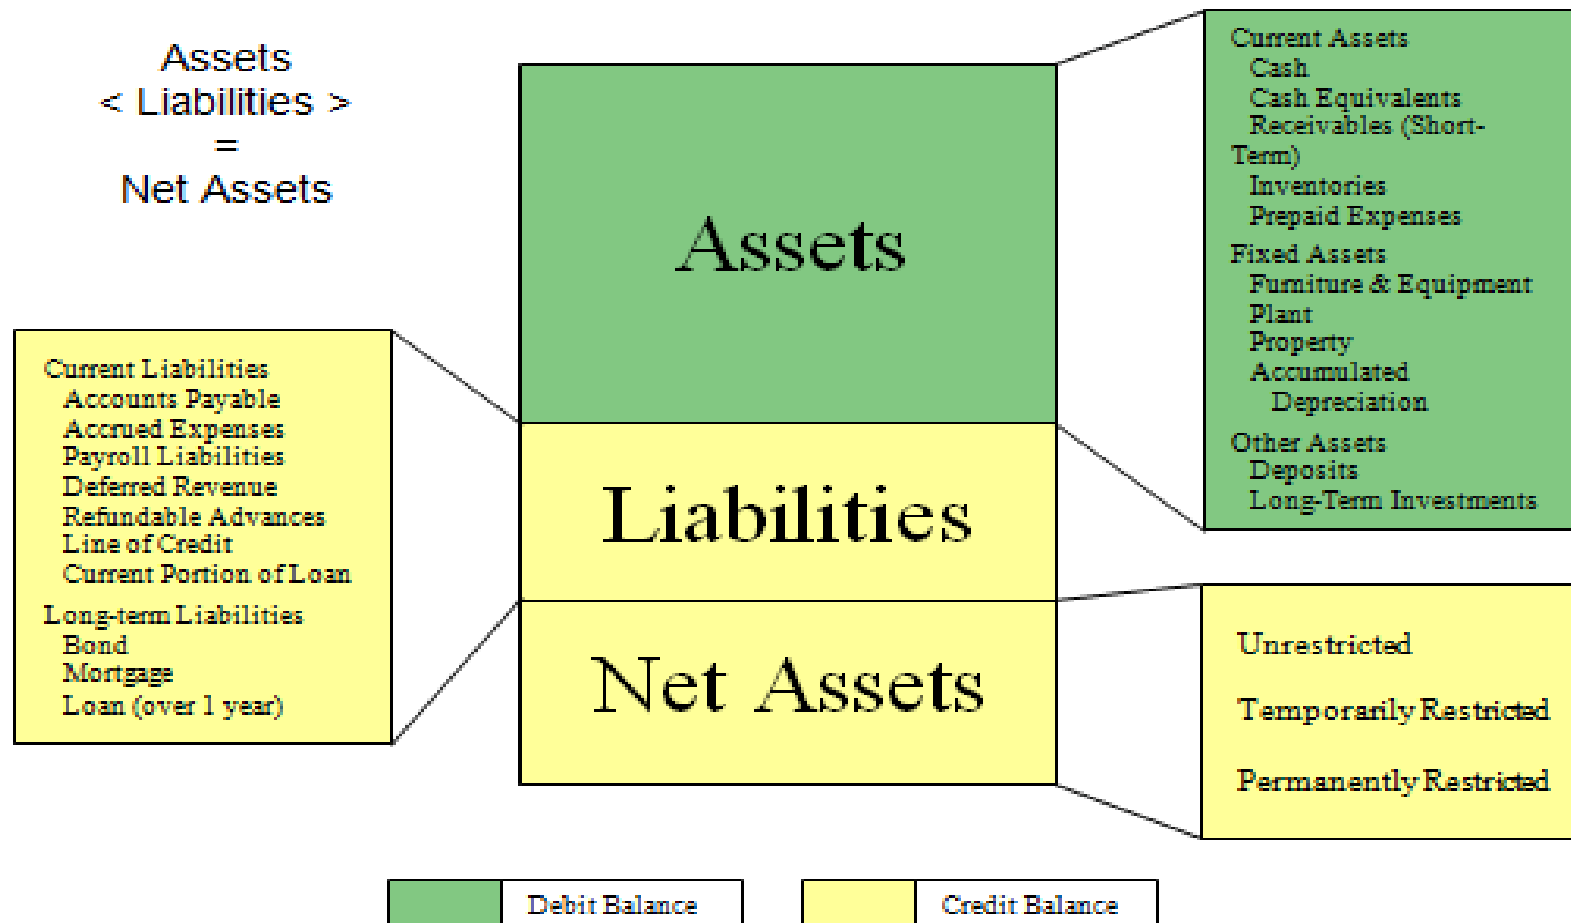 Assets
< Liabilities >
=
Net Assets
Assets
Liabilities
Net Assets
Current Assets
Cash
Cash Equivalents
Receivables (Short-
Term)
Inventories
Prepaid Expenses
Fixed Assets
Furniture & Equipment
Plant
Property
Accumulated
Depreciation
Other Assets
Deposits
Long-Term Investments
Current Liabilities
Accounts Payable
Accrued Expenses
Payroll Liabilities
Deferred Revenue
Refundable Advances
Line of Credit
Current Portion of Loan
Long-term Liabilities
Bond
Mortgage
Loan (over 1 year)
Unrestricted
Temporarily Restricted
Permanently Restricted
Debit Balance
Credit Balance